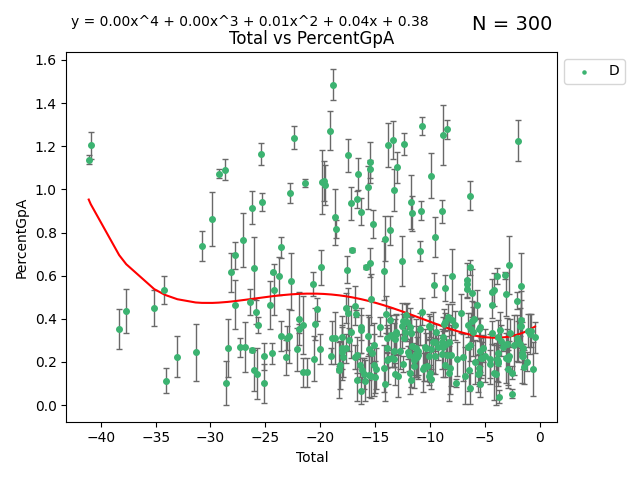 y = 0.00x^4 + 0.00x^3 + 0.01x^2 + 0.04x + 0.38
N = 300
Total vs PercentGpA
D
PercentGpA
1.6
1.4
1.2
1.0
0.8
0.6
0.4
0.2
0.0
−40 −35 −30 −25 −20 −15 −10 −5 0
Total